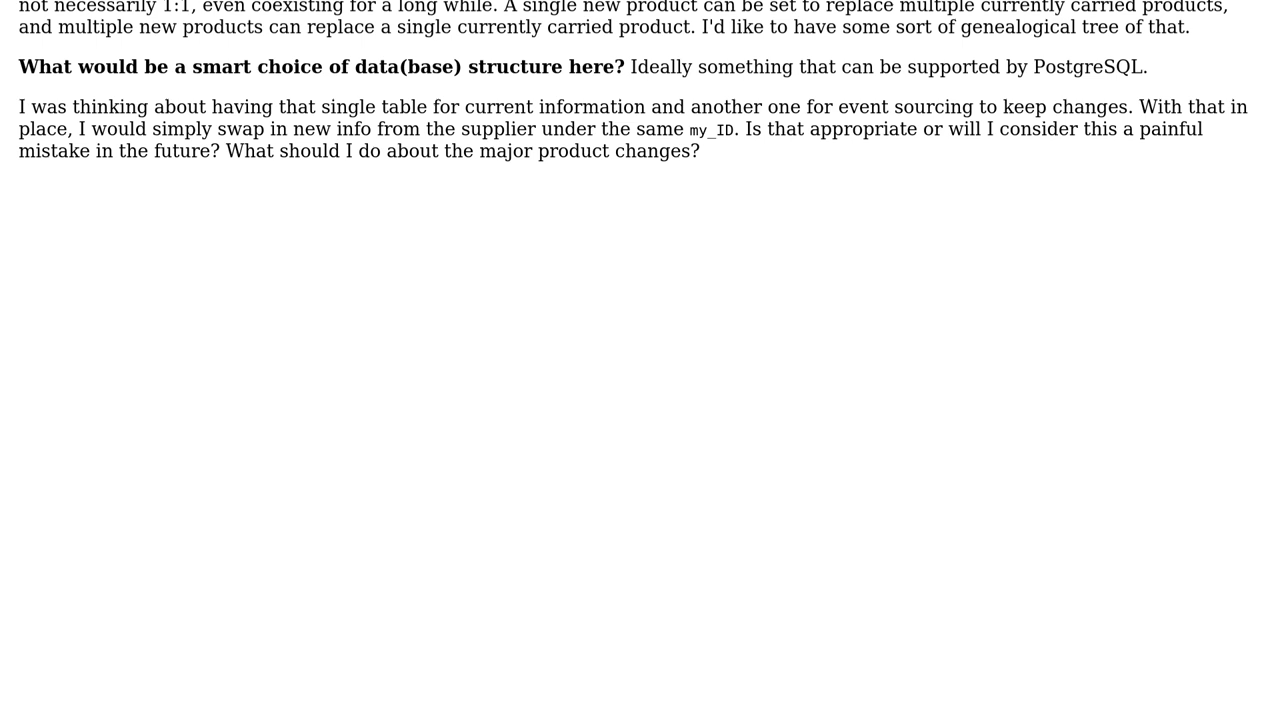 not necessarily 1:1, even coexisting for a long while. A single new product can be set to replace multiple currently carried products,
and multiple new products can replace a single currently carried product. I'd like to have some sort of genealogical tree of that.
What would be a smart choice of data(base) structure here? Ideally something that can be supported by PostgreSQL.
I was thinking about having that single table for current information and another one for event sourcing to keep changes. With that in
place, I would simply swap in new info from the supplier under the same my_ID. Is that appropriate or will I consider this a painful
mistake in the future? What should I do about the major product changes?